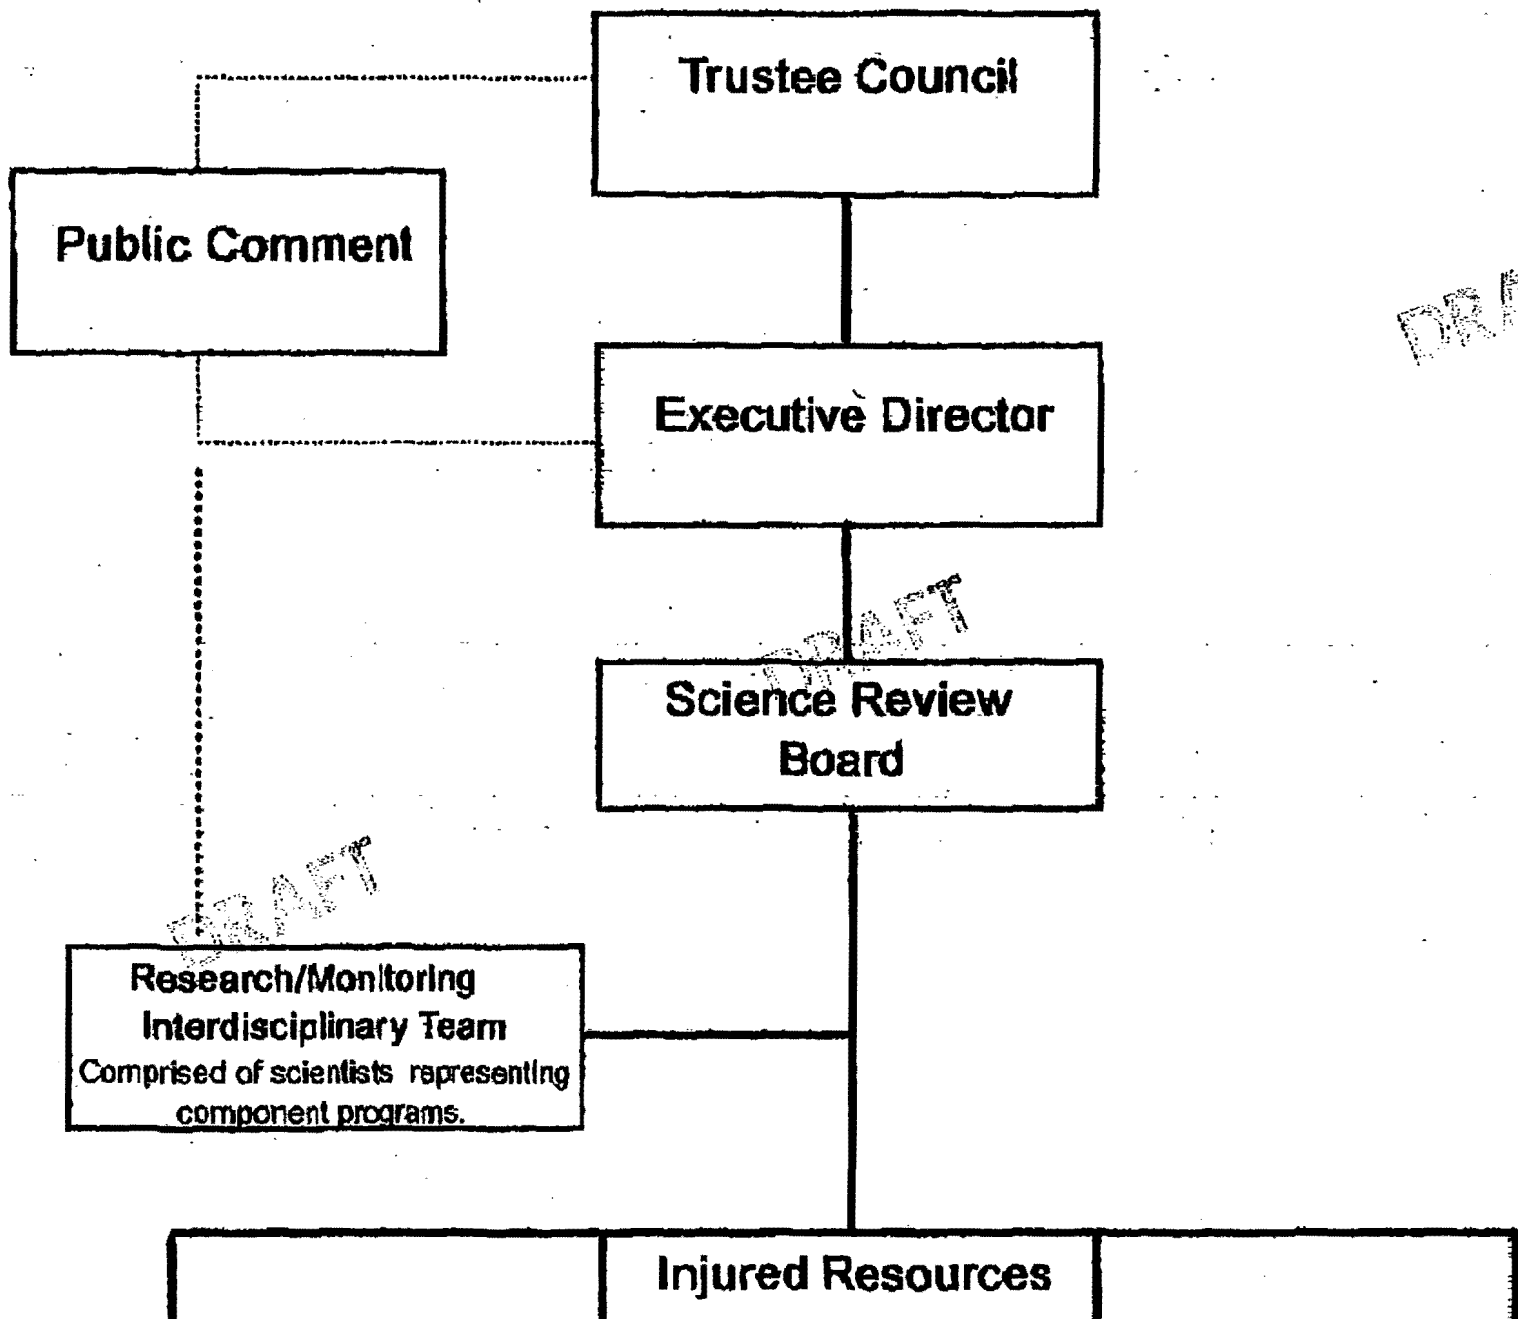 Trustee Council
Public Comment
DRA
Executive Director
DRAFT
Science Review
Board
DRAFT
Research/Monitoring
Interdisciplinary Team
Comprised of scientists representing
component programs.
Injured Resources